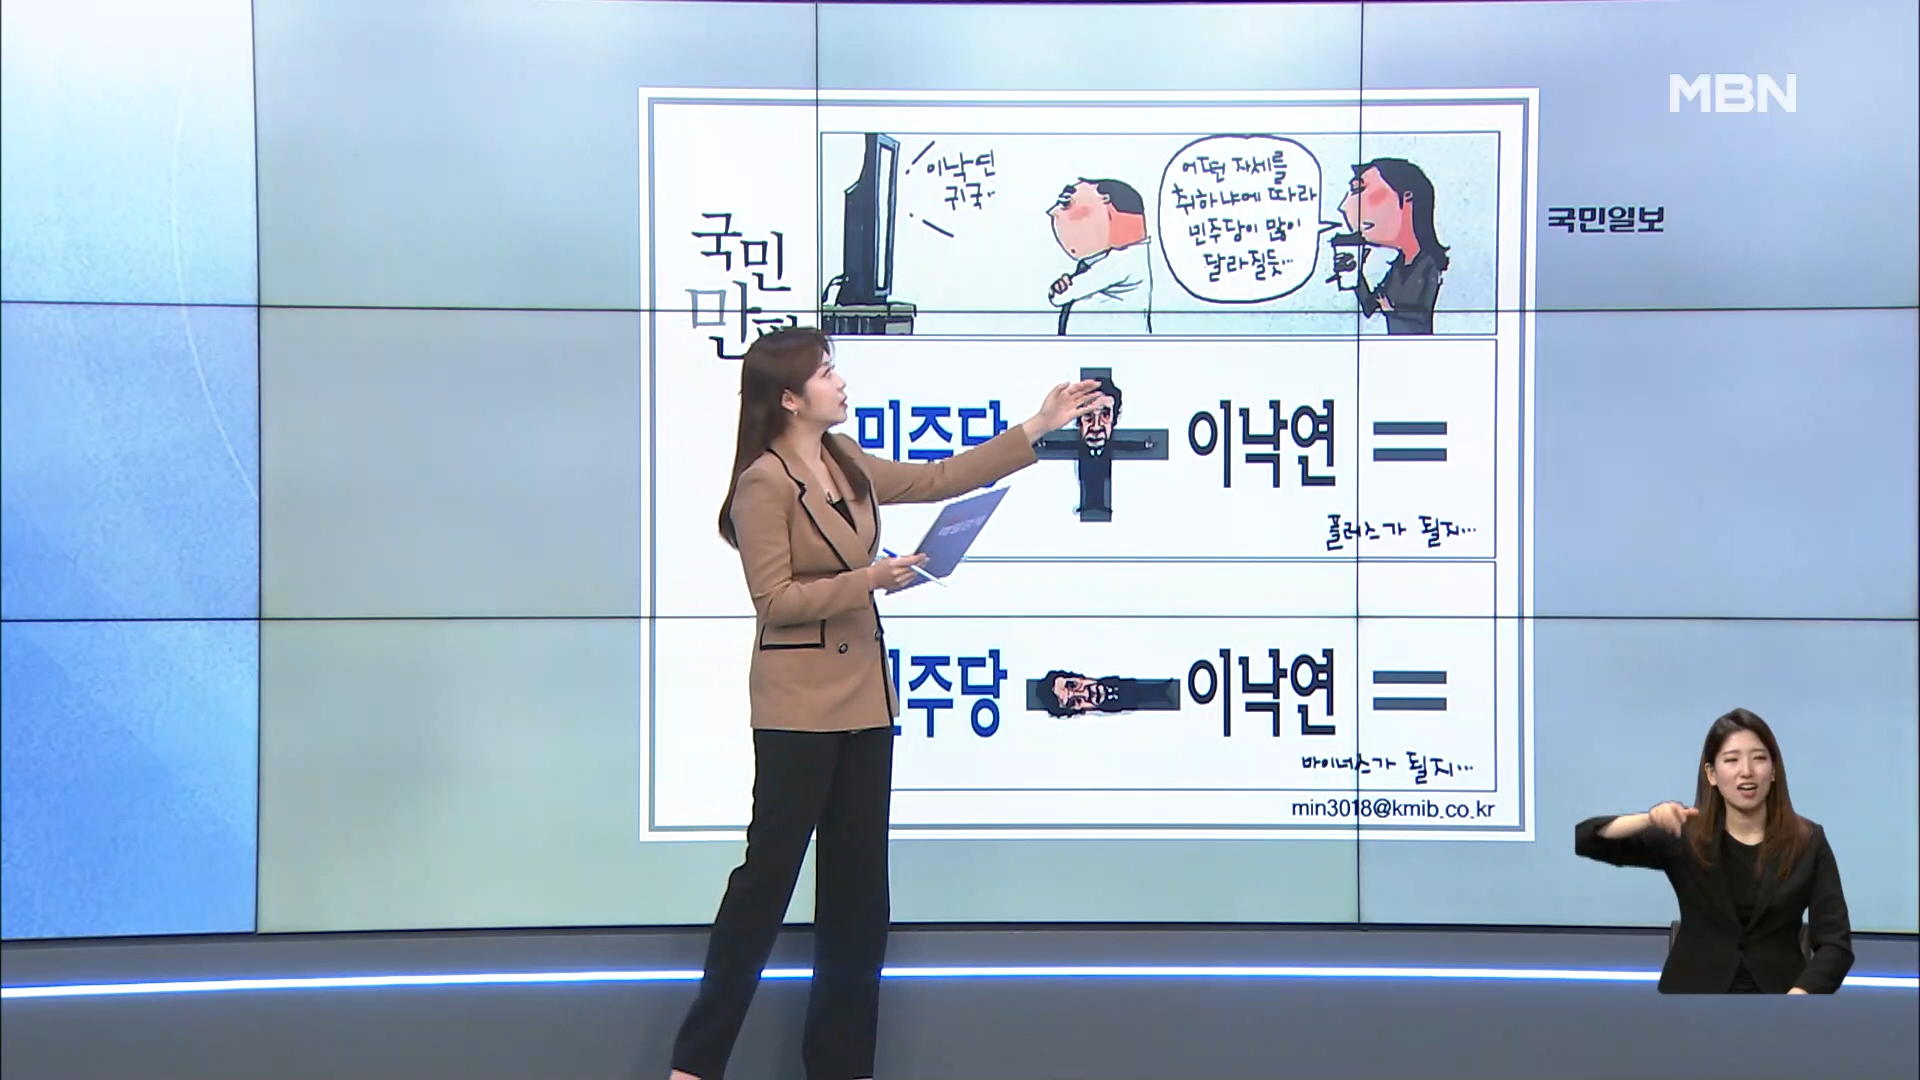 MBN
국민일보
국민
만
이낙연
귀국..
어떤 자세를
취하냐에 따라
민주당이 많이
달라질듯...
민주당 + 이낙연 =
플러스가 될지...
민주당 - 이낙연 =
마이너스가 될지...
min3018@kmib.co.kr